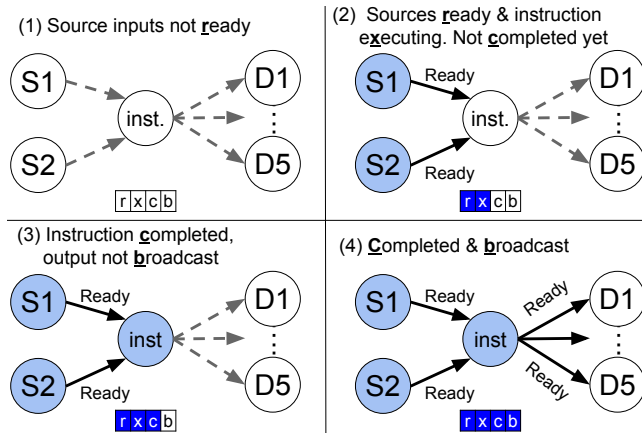 (1) Source inputs not ready
S1
D1
inst.
⋮
S2
D5
r x c b
(2) Sources ready & instruction
executing. Not completed yet
S1
Ready
D1
inst.
⋮
S2
Ready
D5
r x c b
(3) Instruction completed,
output not broadcast
S1
Ready
D1
inst
⋮
S2
Ready
D5
r x c b
(4) Completed & broadcast
S1
Ready
Ready
D1
inst
⋮
S2
Ready
Ready
D5
r x c b